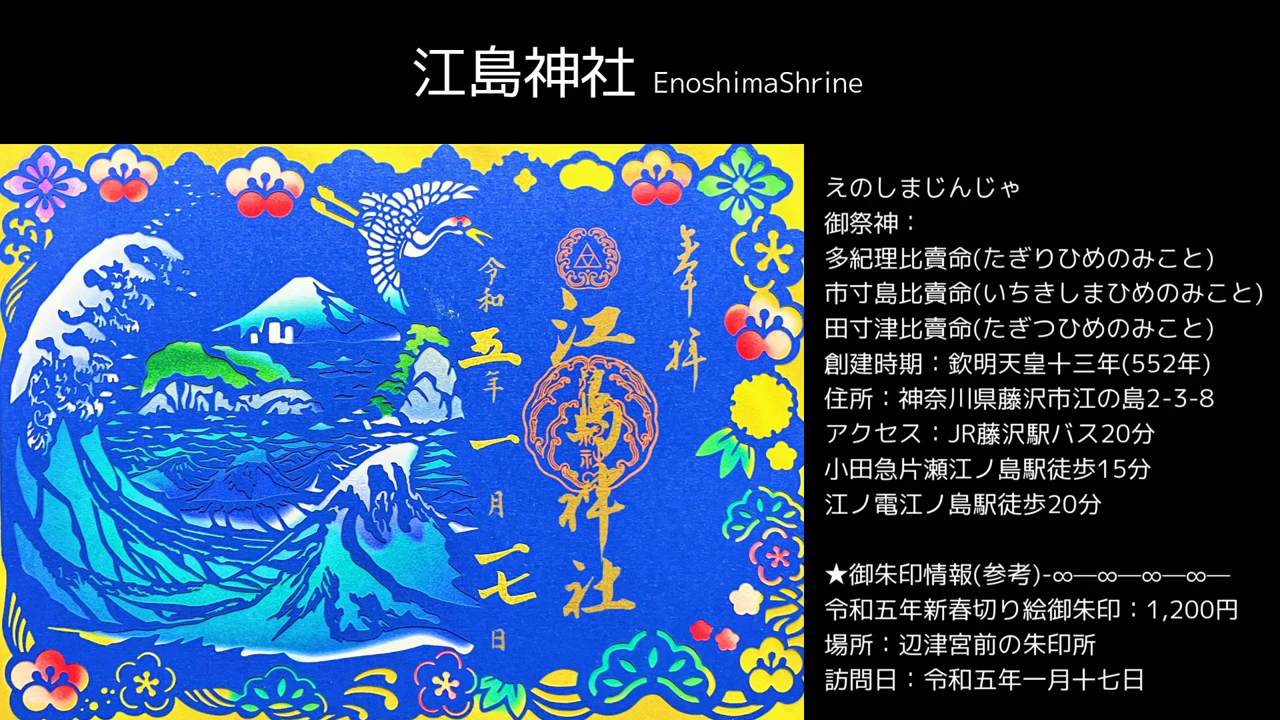 江島神社 EnoshimaShrine
奉拝
江島神社
令和五年一月一七日
えのしまじんじゃ
御祭神：
多紀理比賣命(たぎりひめのみこと)
市寸島比賣命(いちきしまひめのみこと)
田寸津比賣命(たぎつひめのみこと)
創建時期：欽明天皇十三年(552年)
住所：神奈川県藤沢市江の島2-3-8
アクセス：JR藤沢駅バス20分
小田急片瀬江ノ島駅徒歩15分
江ノ電江ノ島駅徒歩20分
★御朱印情報(参考)-∞—∞—∞—∞—
令和五年新春切り絵御朱印：1,200円
場所：辺津宮前の朱印所
訪問日：令和五年一月十七日